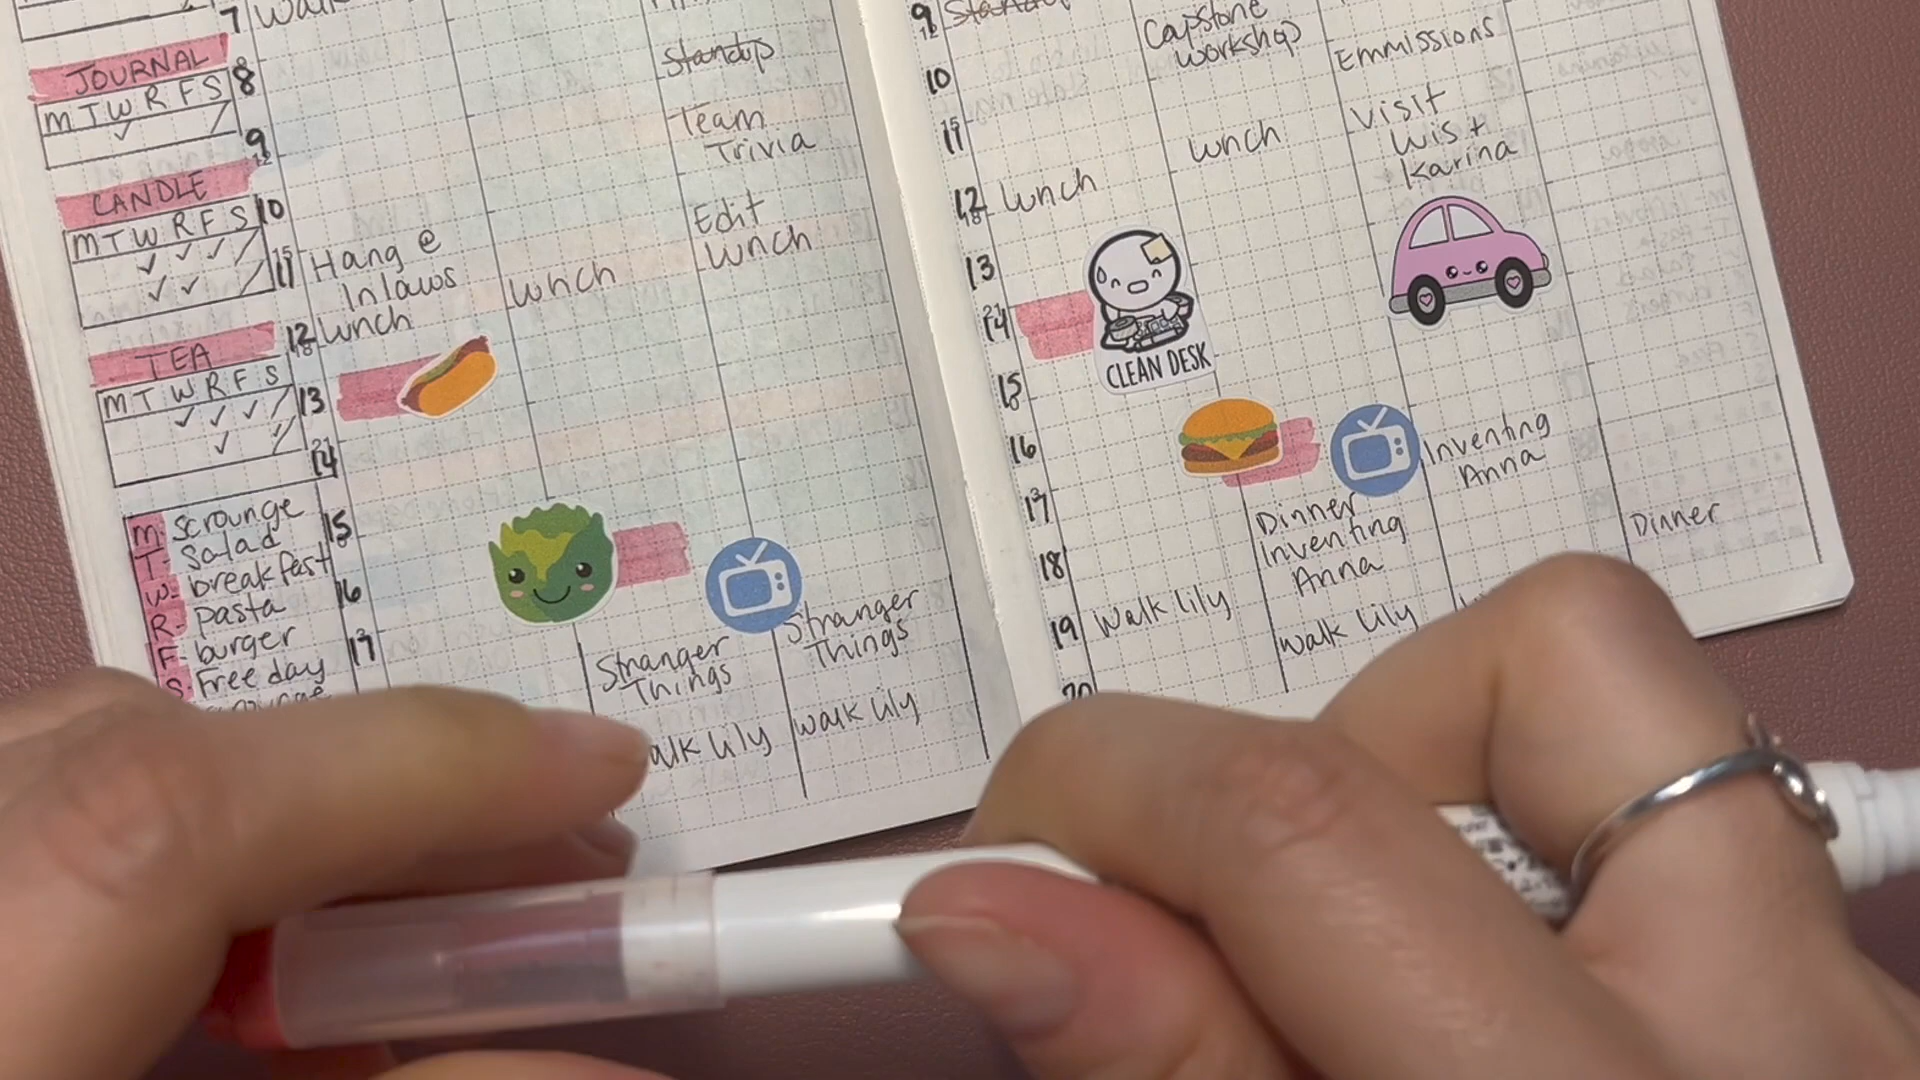 7 Walk
JOURNAL
M T W R F S
8
9
CANDLE
M T W R F S
10
11
TEA
M T W R F S
12
13
14
15
16
17
M. Scrounge
T. Salad
W. breakfast
R. pasta
F. burger
S. Free day
Hang @
Inlaws
Lunch
Lunch
Standup
Team
Trivia
Edit
Lunch
Stranger
Things
Walk Lily
Stranger
Things
Walk Lily
9 Standup
10
11
12 Lunch
13
14
15
16
17
18
19 Walk Lily
20
CLEAN DESK
Capstone
Workshop
Lunch
Dinner
Inventing
Anna
Walk Lily
Emmissions
Visit
Wis +
Karina
Inventing
Anna
Dinner